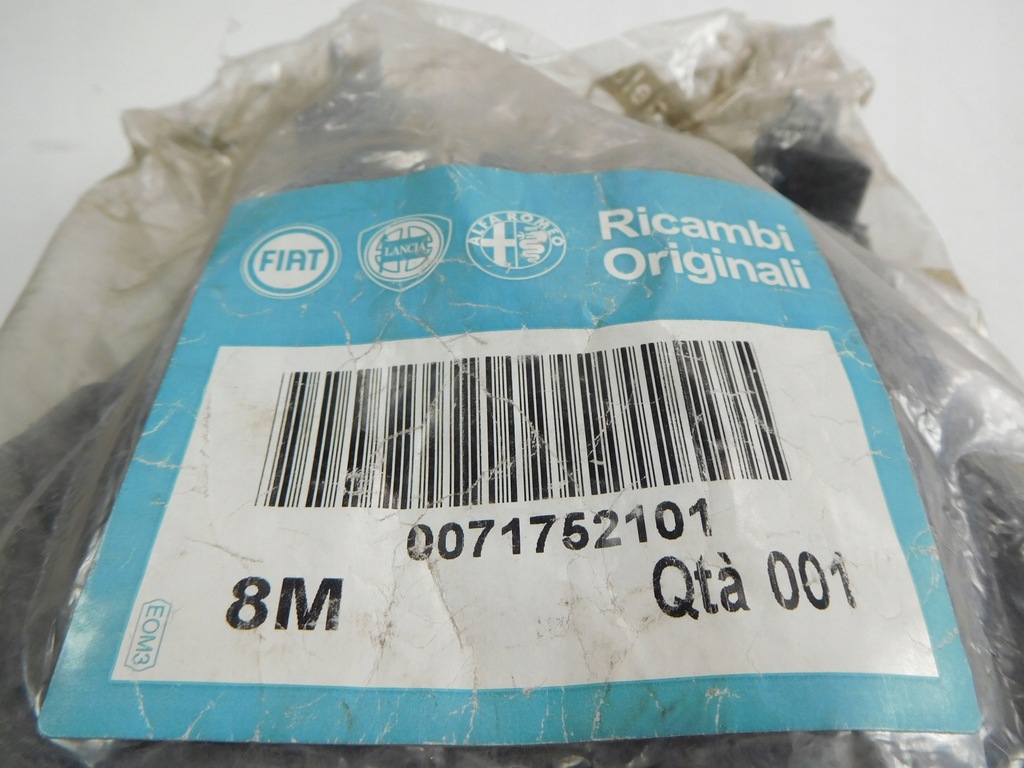 FIAT
LANCIA
ALFA ROMEO
Ricambi
Originali
0071752101
8M
Qtà 001
EOM3